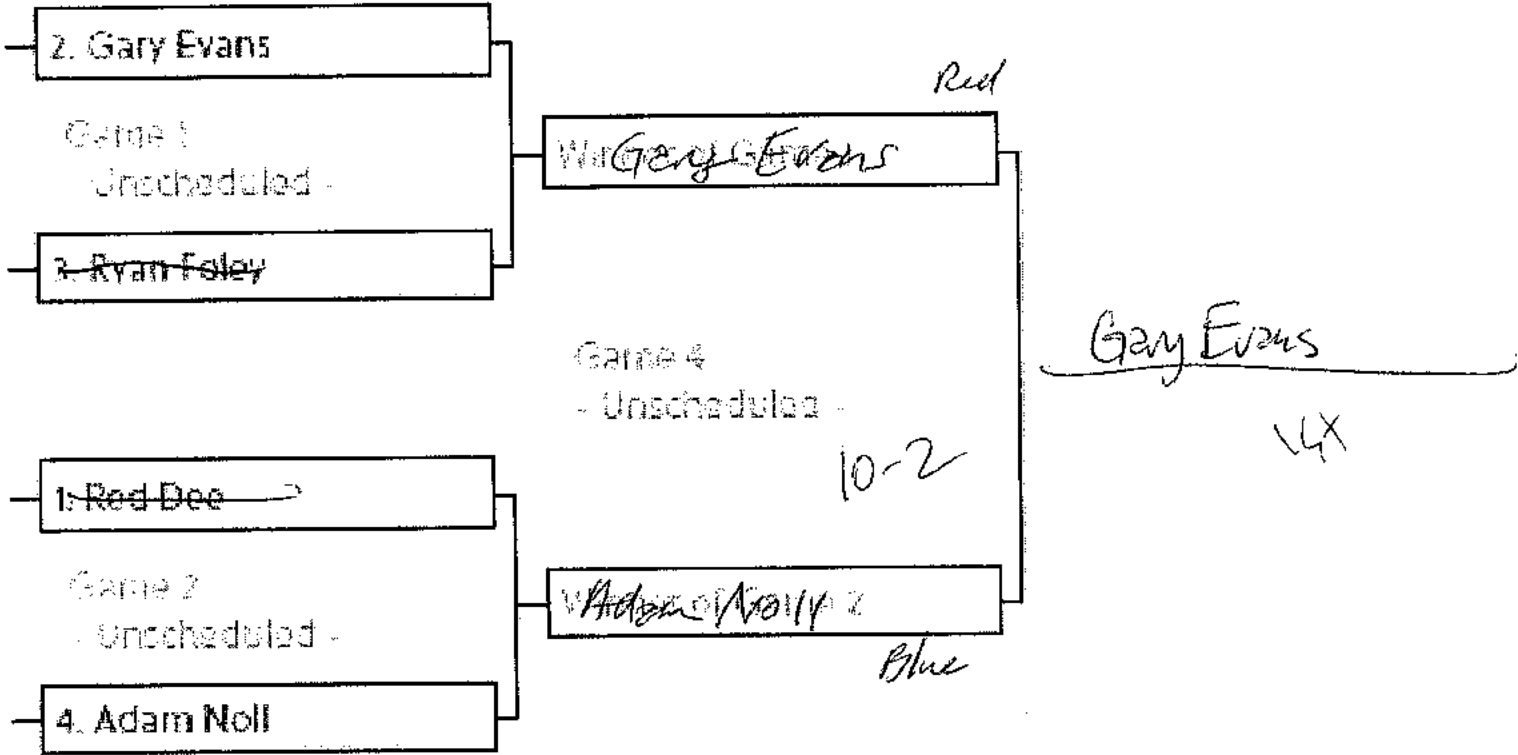 2. Gary Evans
Game 1
- Unscheduled -
3. Ryan Foley
Red
Gary Evans
Game 4
- Unscheduled -
10-2
Gary Evans
1. Rod Dee
Game 2
- Unscheduled -
Adam Noll
Blue
4. Adam Noll